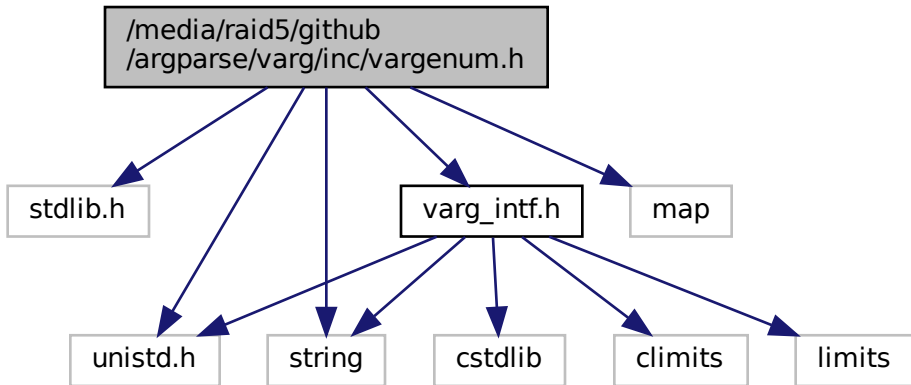 /media/raid5/github
/argparse/varg/inc/vargenum.h
stdlib.h
varg_intf.h
map
unistd.h
string
cstdlib
climits
limits